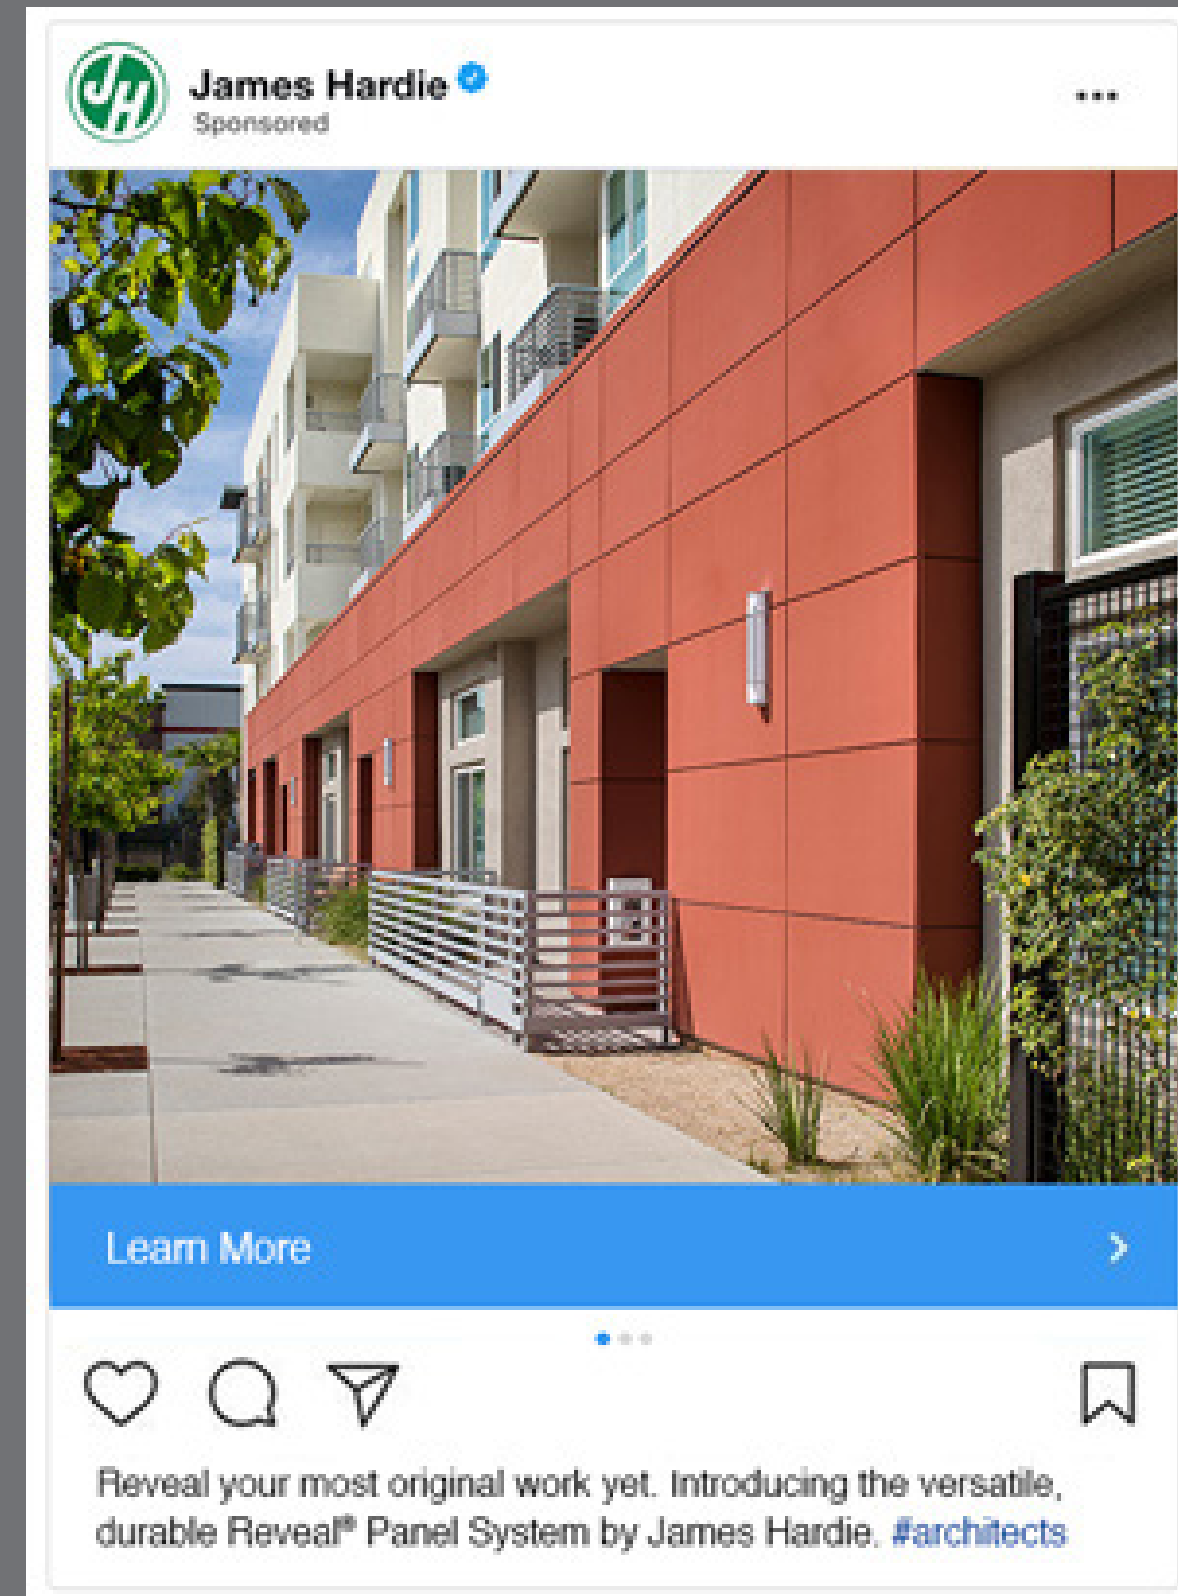 JH
James Hardie
Sponsored
Learn More
Reveal your most original work yet. Introducing the versatile,
durable Reveal® Panel System by James Hardie. #architects